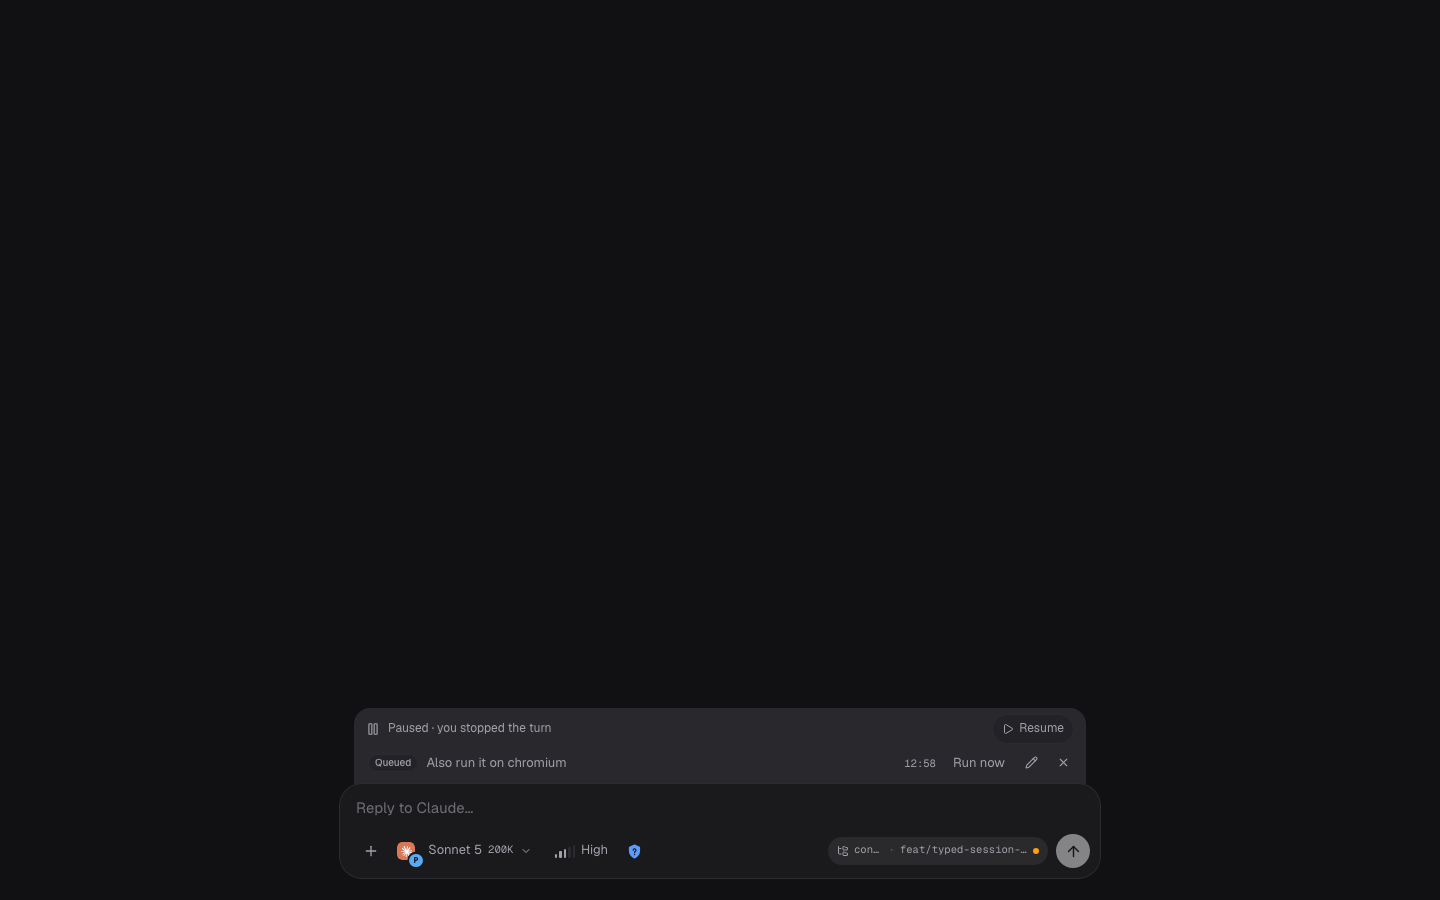 Paused · you stopped the turn
Resume
Queued
Also run it on chromium
12:58
Run now
Reply to Claude…
P
Sonnet 5 200K
High
con… · feat/typed-session-…